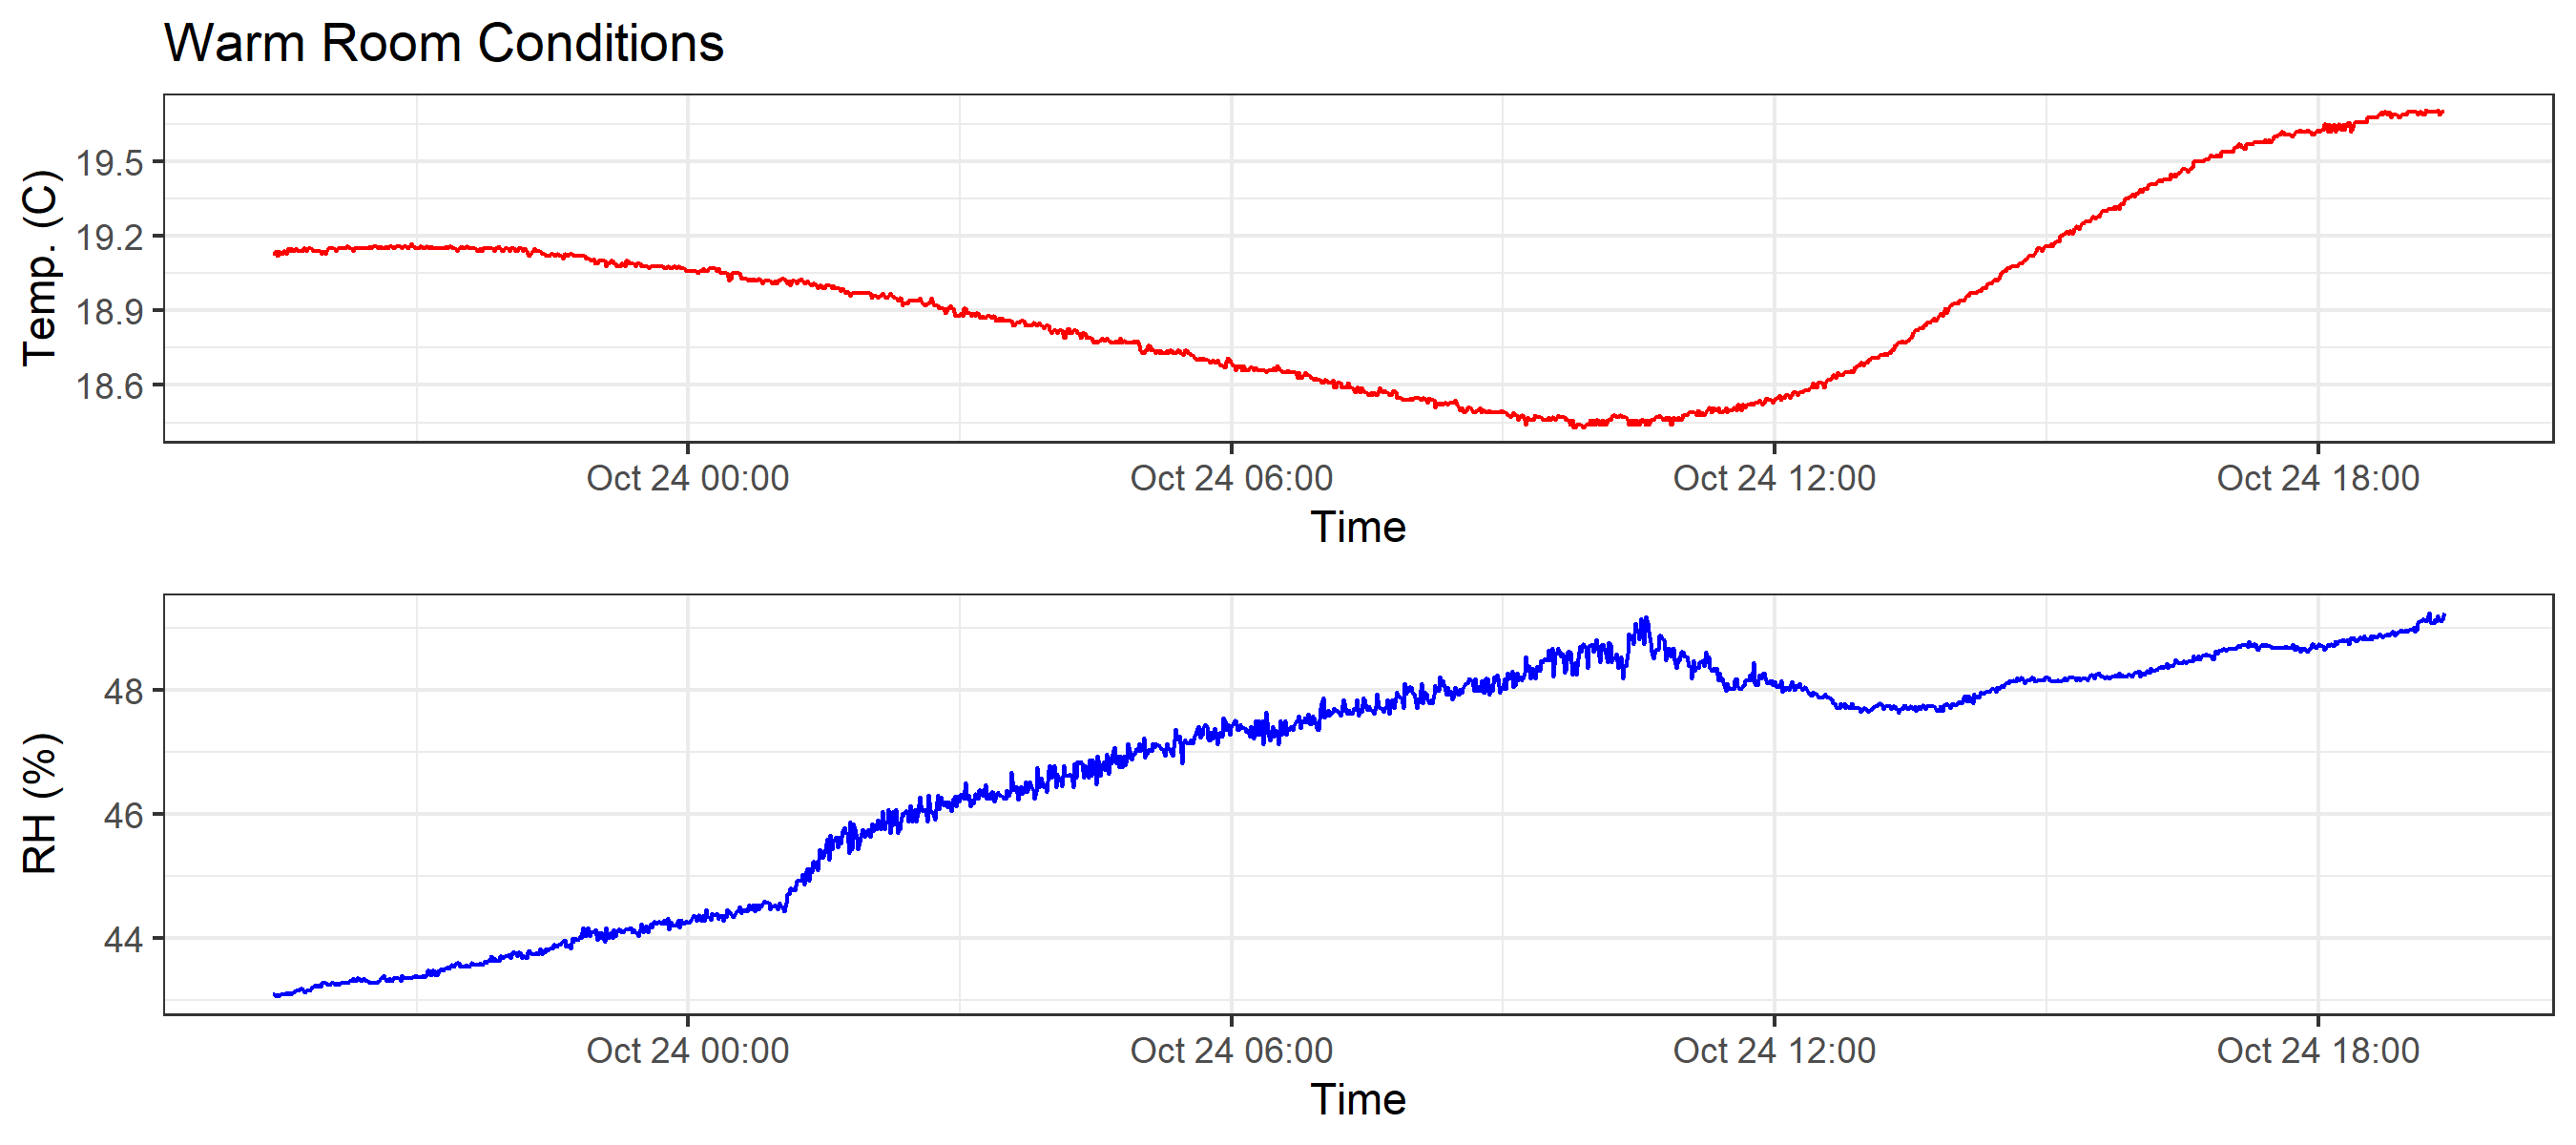 Warm Room Conditions
Temp. (C)
19.5
19.2
18.9
18.6
Oct 24 00:00 Oct 24 06:00 Oct 24 12:00 Oct 24 18:00
Time
RH (%)
48
46
44
Oct 24 00:00 Oct 24 06:00 Oct 24 12:00 Oct 24 18:00
Time